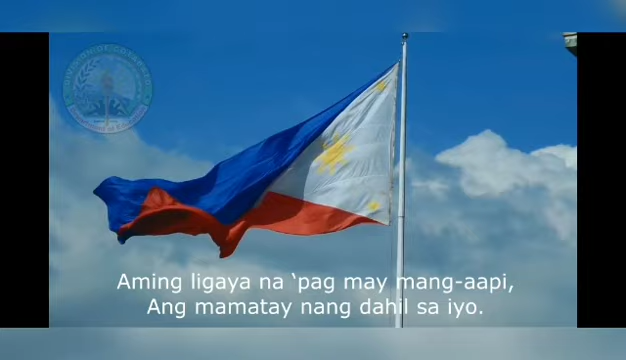 Aming ligaya na ‘pag may mang-aapi,
Ang mamatay nang dahil sa iyo.